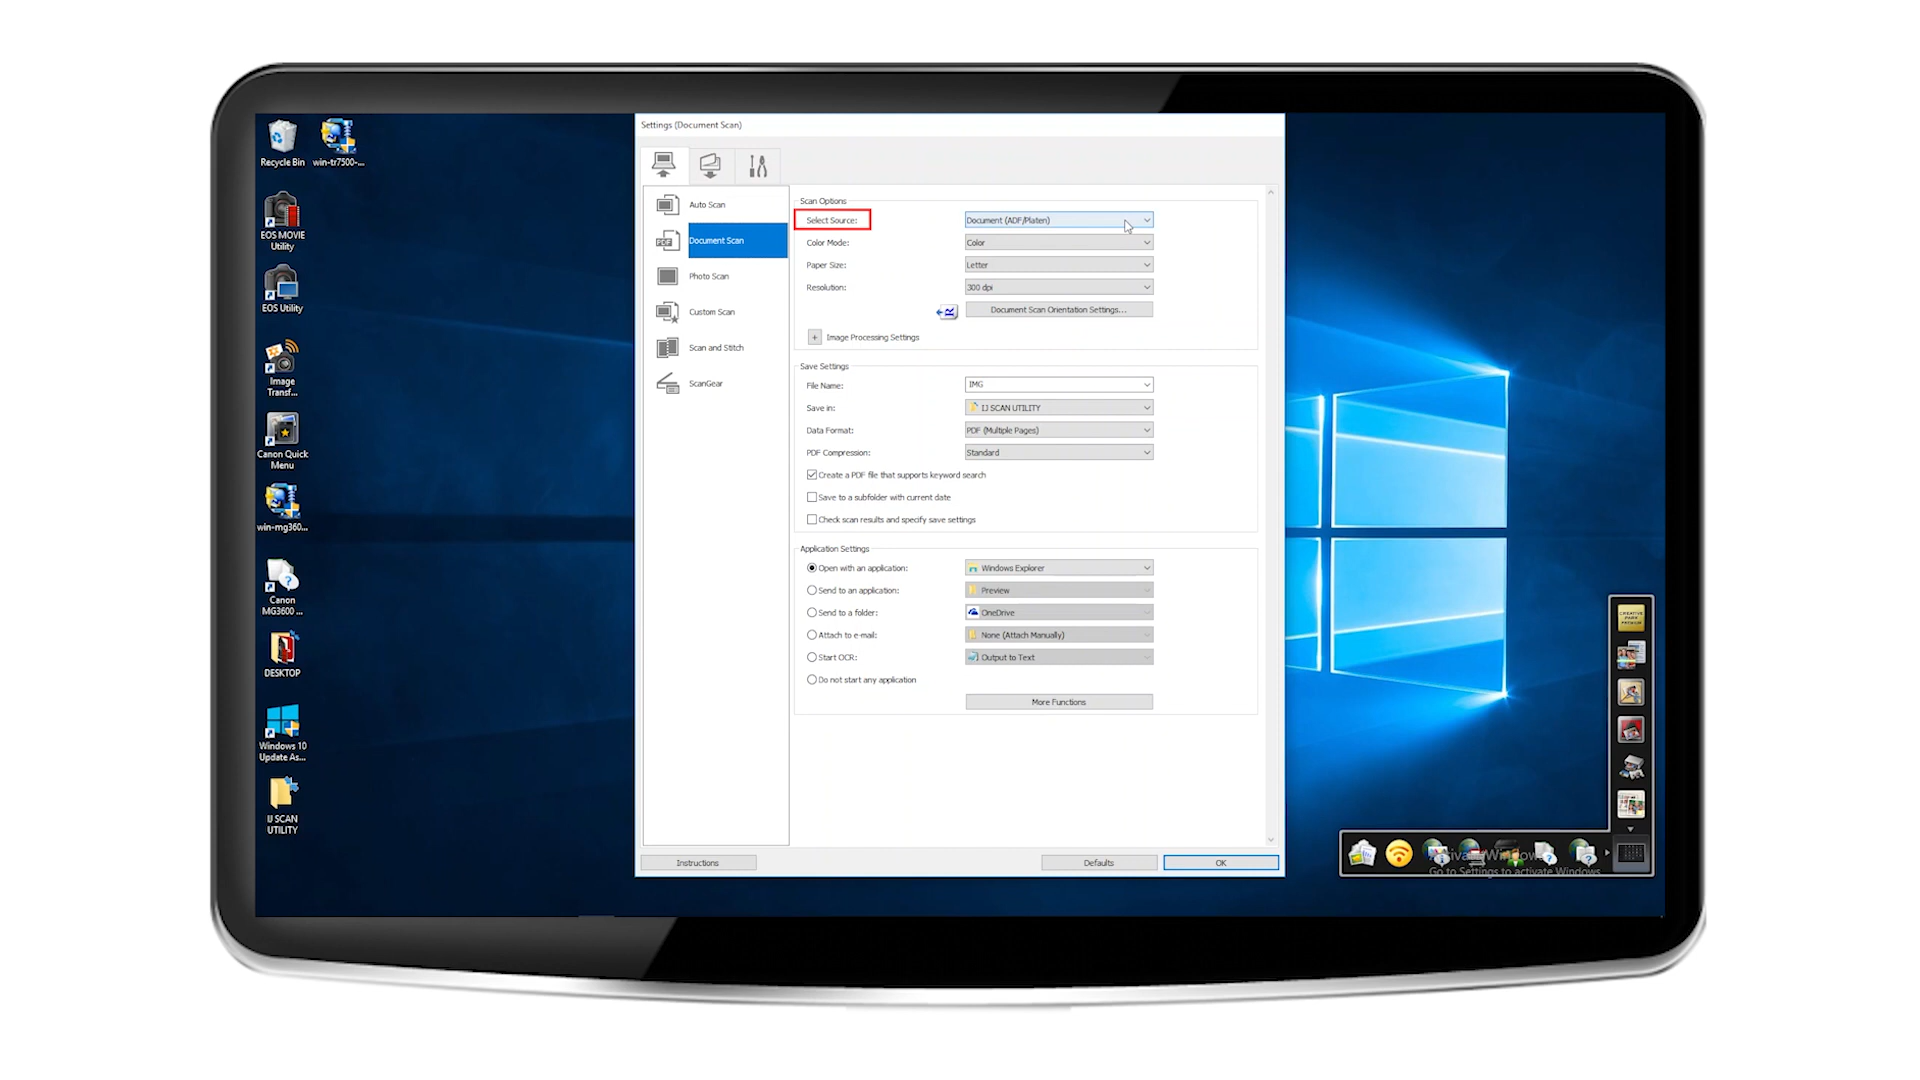 Recycle Bin
win-tr7500-...
EOS MOVIE
Utility
EOS Utility
Image
Transf...
Canon Quick
Menu
win-mg360...
Canon
MG3600 ...
DESKTOP
Windows 10
Update As...
IJ SCAN
UTILITY
Settings (Document Scan)
Auto Scan
PDF
Document Scan
Photo Scan
Custom Scan
Scan and Stitch
ScanGear
Scan Options
Select Source: Document (ADF/Platen)
Color Mode: Color
Paper Size: Letter
Resolution: 300 dpi
Document Scan Orientation Settings...
+ Image Processing Settings
Save Settings
File Name: IMG
Save in: IJ SCAN UTILITY
Data Format: PDF (Multiple Pages)
PDF Compression: Standard
Create a PDF file that supports keyword search
Save to a subfolder with current date
Check scan results and specify save settings
Application Settings
Open with an application: Windows Explorer
Send to an application: Preview
Send to a folder: OneDrive
Attach to e-mail: None (Attach Manually)
Start OCR: Output to Text
Do not start any application
More Functions
Instructions
Defaults
OK
CREATIVE
PARK
PREMIUM
Activate Windows
Go to Settings to activate Windows.